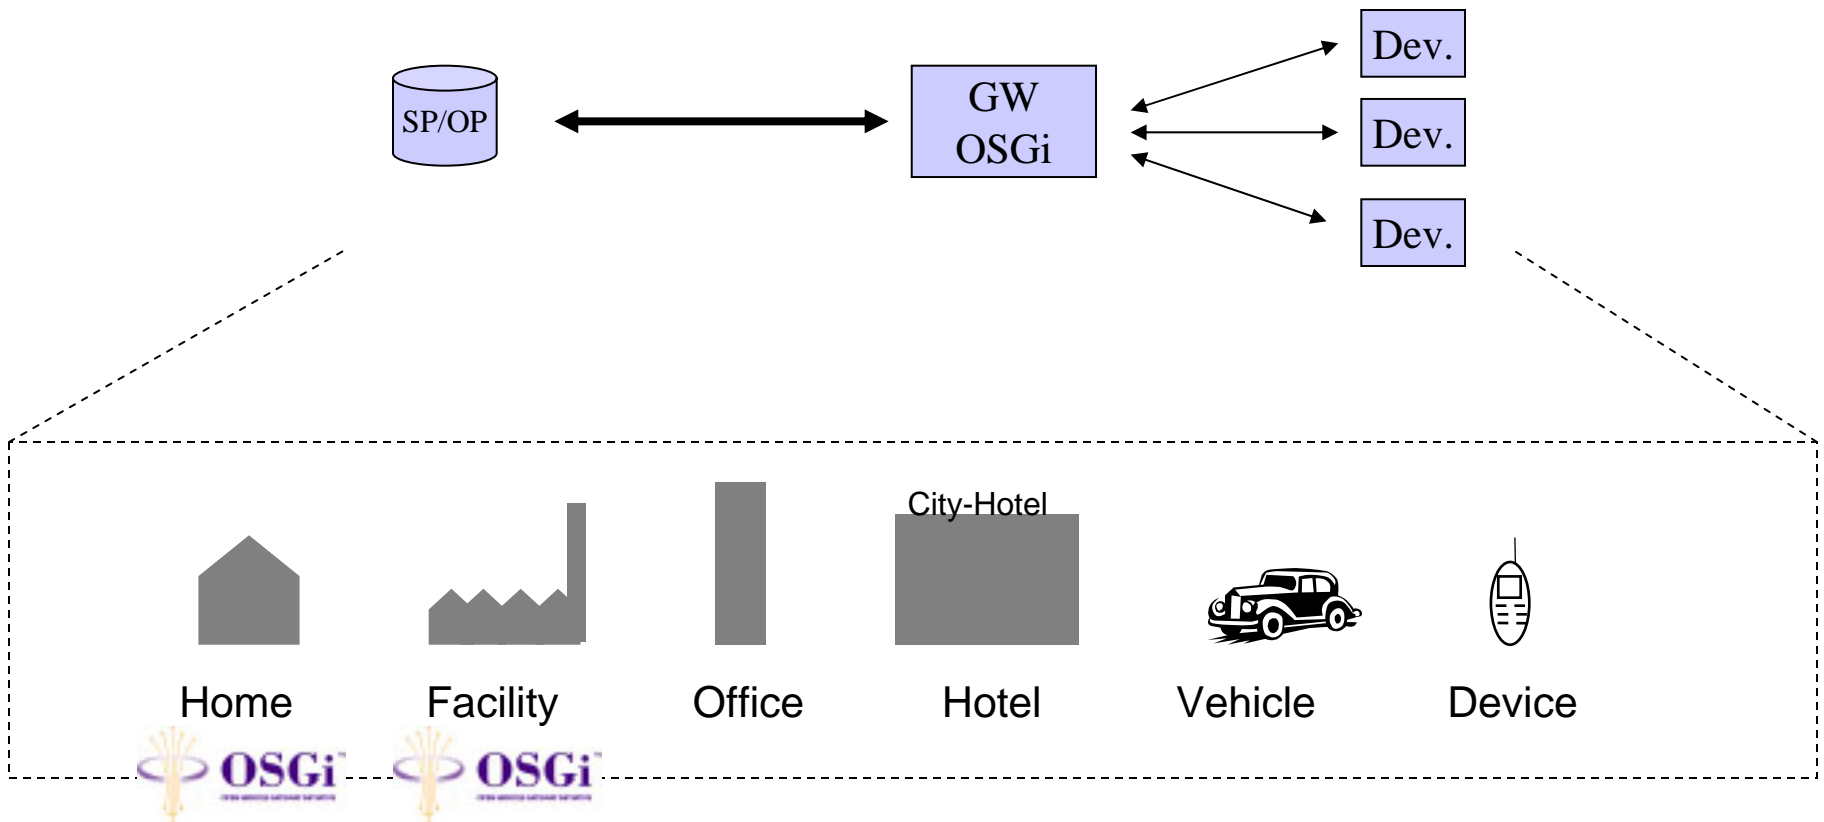 Dev.
SP/OP
GW
OSGi
Dev.
Dev.
City-Hotel
Home
Facility
Office
Hotel
Vehicle
Device
OSGi
OSGi